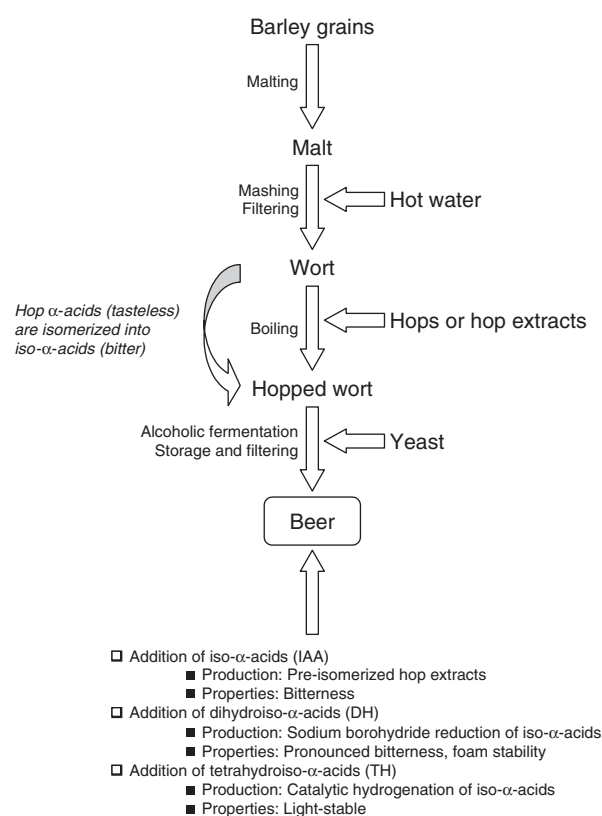 Barley grains
Malting
Malt
Mashing
Filtering
Hot water
Wort
Hop α-acids (tasteless)
are isomerized into
iso-α-acids (bitter)
Boiling
Hops or hop extracts
Hopped wort
Alcoholic fermentation
Storage and filtering
Yeast
Beer
❑ Addition of iso-α-acids (IAA)
■ Production: Pre-isomerized hop extracts
■ Properties: Bitterness
❑ Addition of dihydroiso-α-acids (DH)
■ Production: Sodium borohydride reduction of iso-α-acids
■ Properties: Pronounced bitterness, foam stability
❑ Addition of tetrahydroiso-α-acids (TH)
■ Production: Catalytic hydrogenation of iso-α-acids
■ Properties: Light-stable